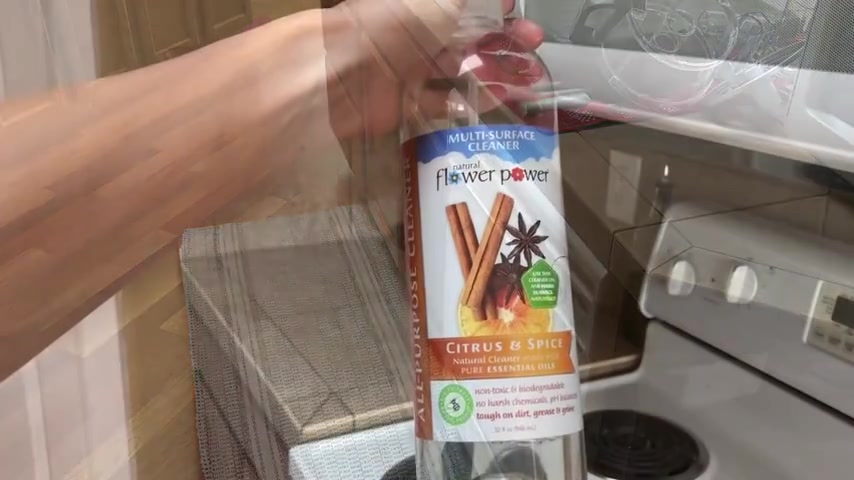 MULTI-SURFACE
CLEANER
natural
flower power
ALL-PURPOSE CLEANER
CITRUS & SPICE
Natural Cleaner
PURE ESSENTIAL OILS
non-toxic & biodegradable
no harsh chemicals, pH balanced
tough on dirt, grease & grime